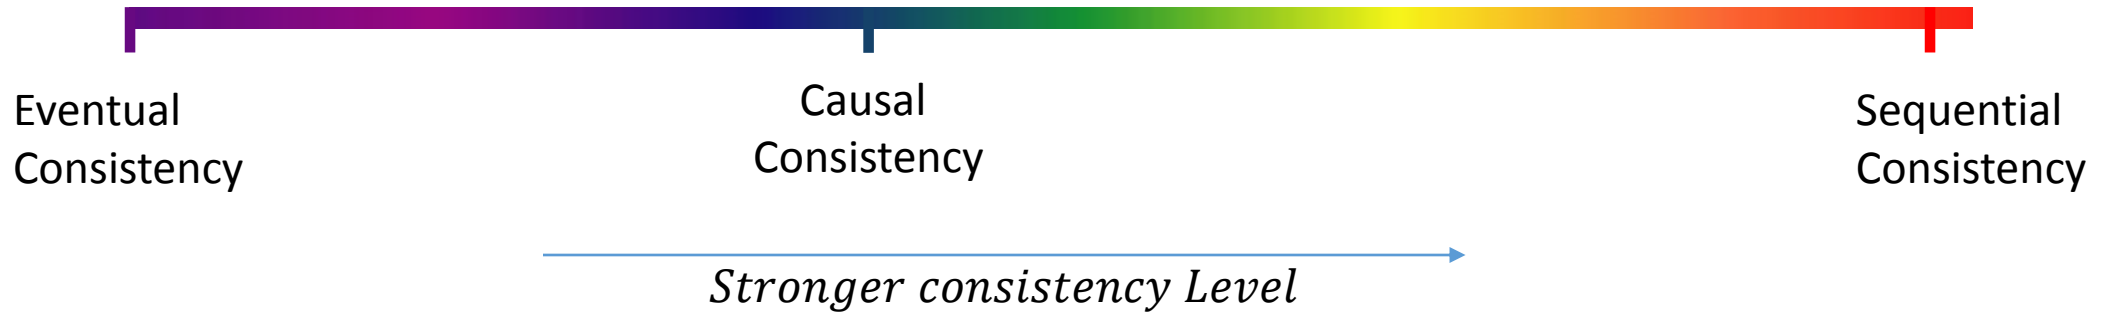 Eventual
Consistency
Causal
Consistency
Sequential
Consistency
Stronger consistency Level